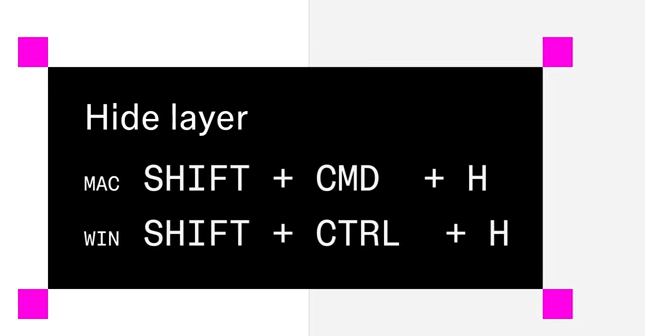 Hide layer
MAC SHIFT + CMD + H
WIN SHIFT + CTRL + H